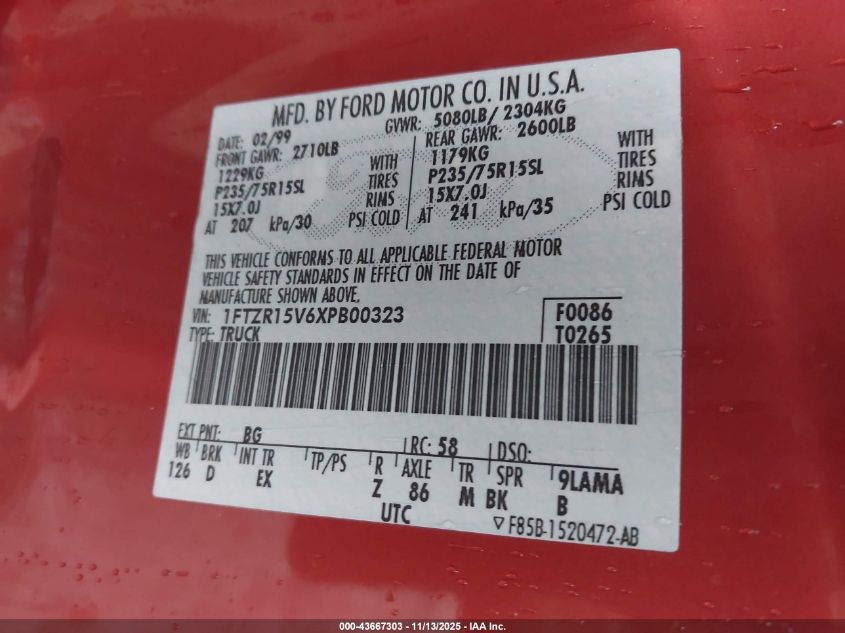 MFD. BY FORD MOTOR CO. IN U.S.A.
DATE: 02/99 GVWR: 5080LB/ 2304KG
FRONT GAWR: 2710LB REAR GAWR: 2600LB
1229KG WITH 1179KG WITH
P235/75R15SL TIRES P235/75R15SL TIRES
15X7.0J RIMS 15X7.0J RIMS
AT 207 kPa/30 PSI COLD AT 241 kPa/35 PSI COLD
THIS VEHICLE CONFORMS TO ALL APPLICABLE FEDERAL MOTOR
VEHICLE SAFETY STANDARDS IN EFFECT ON THE DATE OF
MANUFACTURE SHOWN ABOVE.
VIN: 1FTZR15V6XPB00323 F0086
TYPE: TRUCK T0265
EXT PNT: BG RC: 58 DSO:
WB BRK INT TR TP/PS R AXLE TR SPR 9LAMA
126 D EX Z 86 M BK B
UTC ▽F85B-1520472-AB
000-43667303 - 11/13/2025 - IAA Inc.